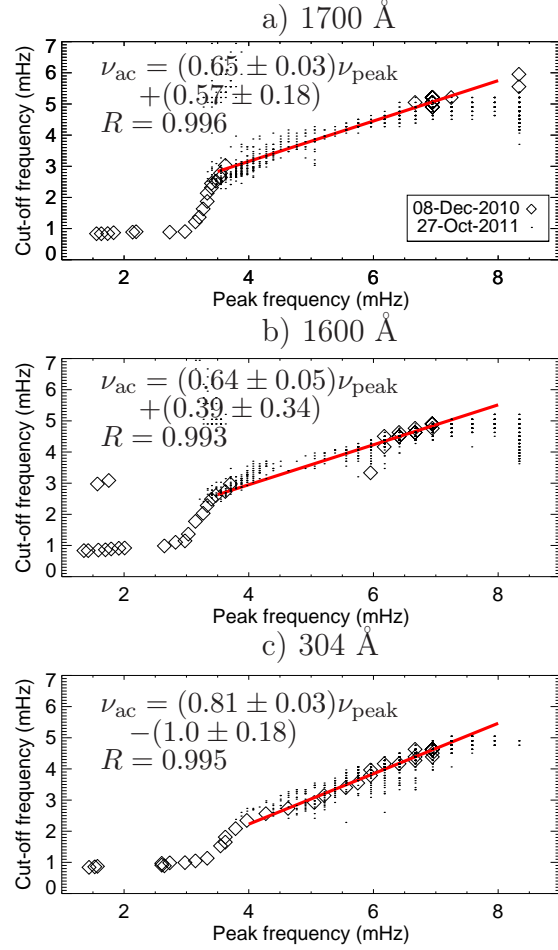 a) 1700 Å
ν_ac = (0.65 ± 0.03)ν_peak
+(0.57 ± 0.18)
R = 0.996
Cut-off frequency (mHz)
7
6
5
4
3
2
1
0
08-Dec-2010
27-Oct-2011
2 4 6 8
Peak frequency (mHz)
b) 1600 Å
ν_ac = (0.64 ± 0.05)ν_peak
+(0.39 ± 0.34)
R = 0.993
Cut-off frequency (mHz)
7
6
5
4
3
2
1
0
2 4 6 8
Peak frequency (mHz)
c) 304 Å
ν_ac = (0.81 ± 0.03)ν_peak
−(1.0 ± 0.18)
R = 0.995
Cut-off frequency (mHz)
7
6
5
4
3
2
1
0
2 4 6 8
Peak frequency (mHz)